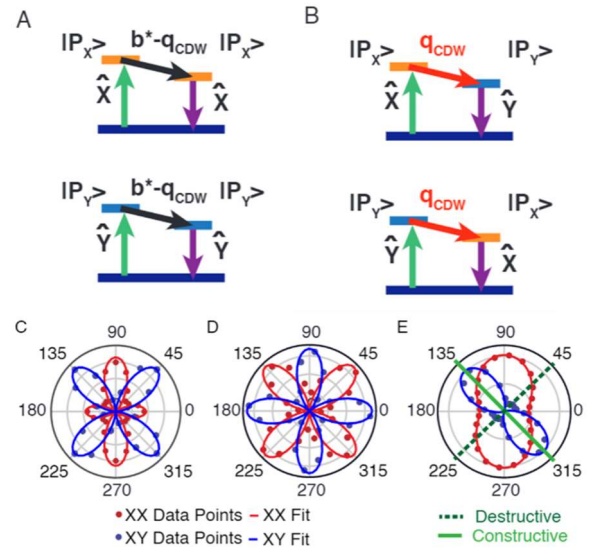 A
B
|P_X> b*-q_CDW |P_X>
X̂ X̂
|P_X> q_CDW |P_Y>
X̂ Ŷ
|P_Y> b*-q_CDW |P_Y>
Ŷ Ŷ
|P_Y> q_CDW |P_X>
Ŷ X̂
C
90
135 45
180 0
225 315
270
D
90
135 45
180 0
225 315
270
E
90
135 45
180 0
225 315
270
XX Data Points XX Fit
XY Data Points XY Fit
Destructive
Constructive